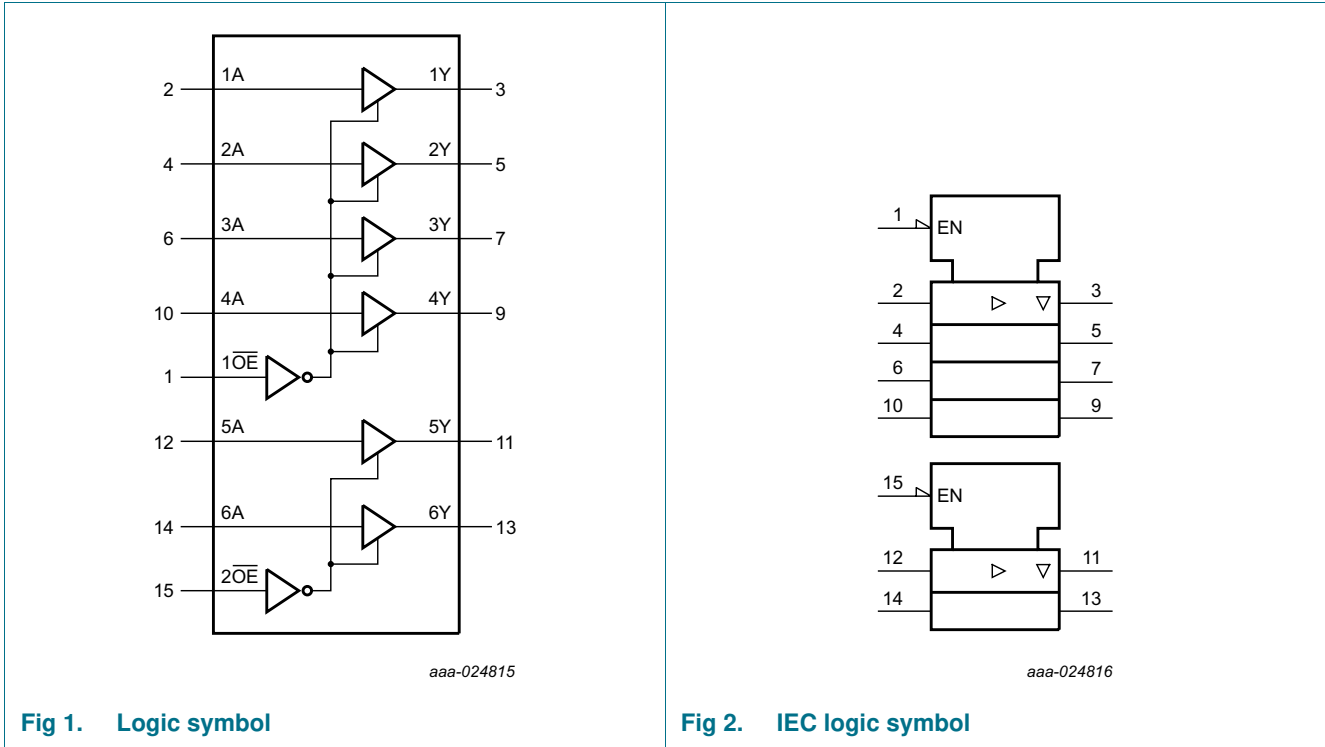 1A 1Y
2 3
2A 2Y
4 5
3A 3Y
6 7
4A 4Y
10 9
1O̅E̅
1
5A 5Y
12 11
6A 6Y
14 13
2O̅E̅
15
aaa-024815
Fig 1. Logic symbol
1
EN
2 3
4 5
6 7
10 9
15
EN
12 11
14 13
aaa-024816
Fig 2. IEC logic symbol